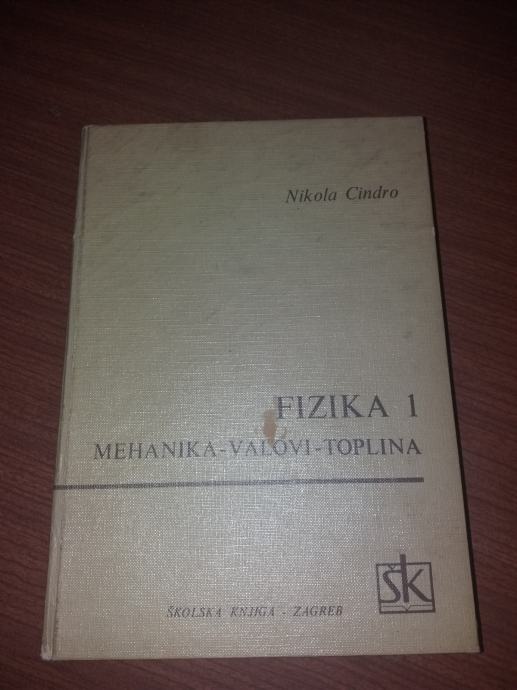 Nikola Cindro
FIZIKA 1
MEHANIKA-VALOVI-TOPLINA
šk
ŠKOLSKA KNJIGA - ZAGREB